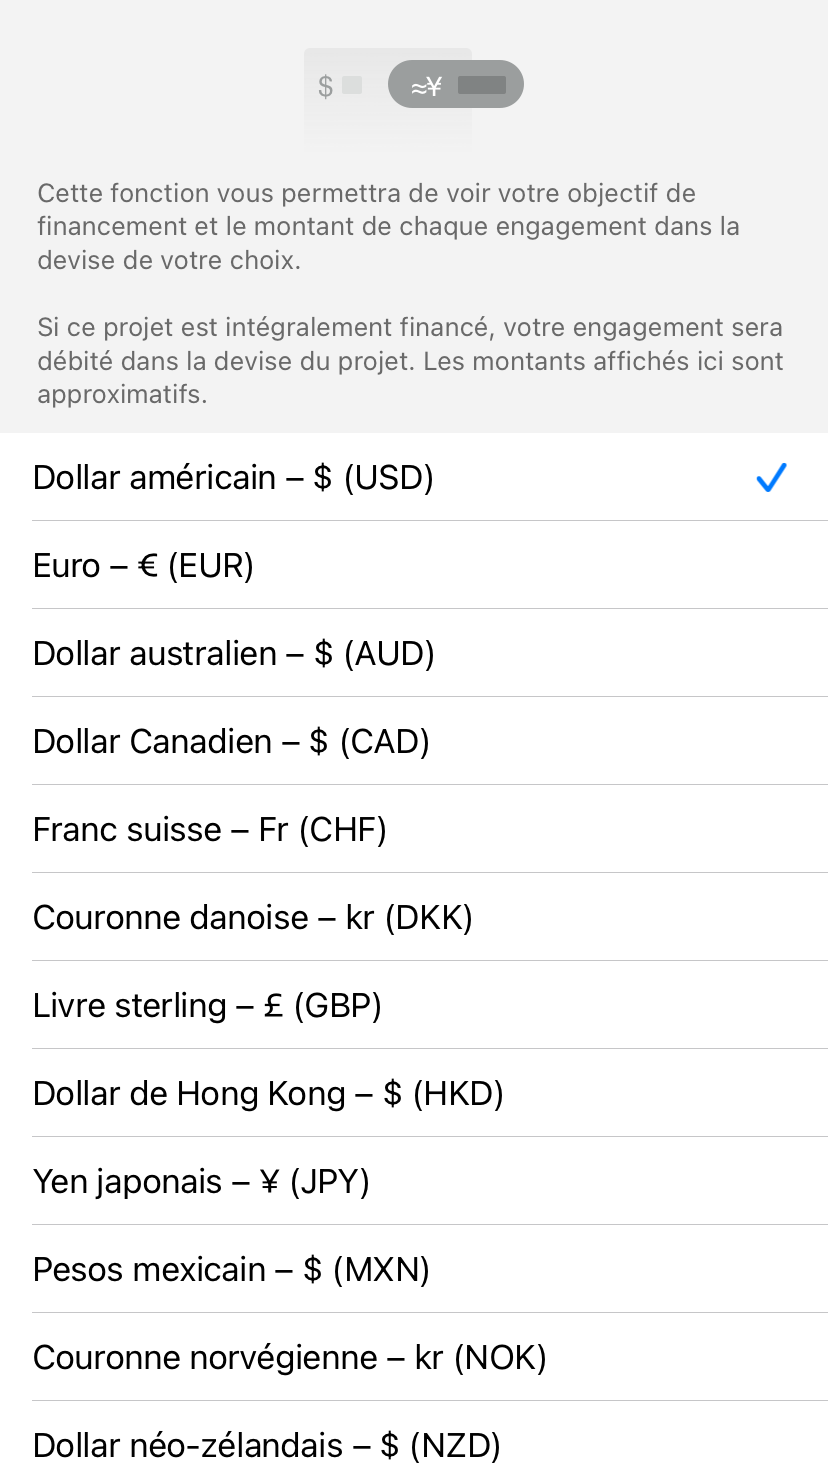 $ ≈¥
Cette fonction vous permettra de voir votre objectif de
financement et le montant de chaque engagement dans la
devise de votre choix.
Si ce projet est intégralement financé, votre engagement sera
débité dans la devise du projet. Les montants affichés ici sont
approximatifs.
Dollar américain – $ (USD)
Euro – € (EUR)
Dollar australien – $ (AUD)
Dollar Canadien – $ (CAD)
Franc suisse – Fr (CHF)
Couronne danoise – kr (DKK)
Livre sterling – £ (GBP)
Dollar de Hong Kong – $ (HKD)
Yen japonais – ¥ (JPY)
Pesos mexicain – $ (MXN)
Couronne norvégienne – kr (NOK)
Dollar néo-zélandais – $ (NZD)